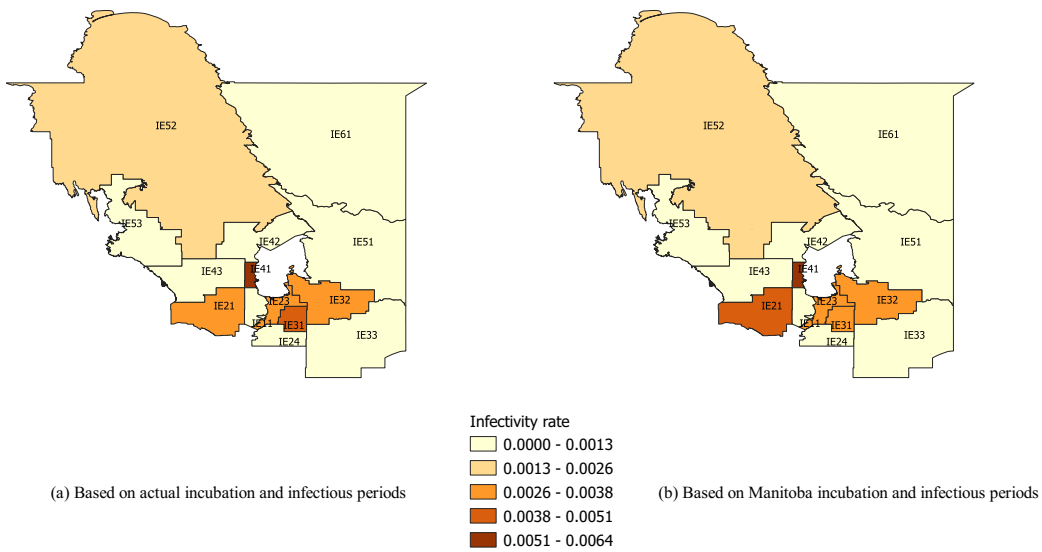 IE52
IE61
IE53
IE51
IE42
IE43
IE41
IE21
IE23
IE32
IE11
IE31
IE24
IE33
IE52
IE61
IE53
IE51
IE42
IE43
IE41
IE21
IE23
IE32
IE11
IE31
IE24
IE33
Infectivity rate
0.0000 - 0.0013
0.0013 - 0.0026
0.0026 - 0.0038
0.0038 - 0.0051
0.0051 - 0.0064
(a) Based on actual incubation and infectious periods
(b) Based on Manitoba incubation and infectious periods